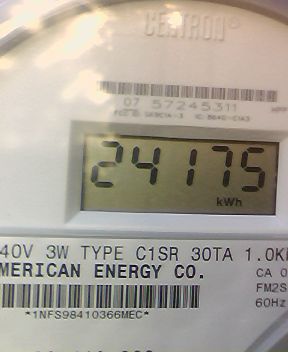 CENTRON®
07 57245311
24175
kWh
40V 3W TYPE C1SR 30TA 1.0K
MERICAN ENERGY CO.
CA 0
FM2S
60Hz
*1NFS98410366MEC*